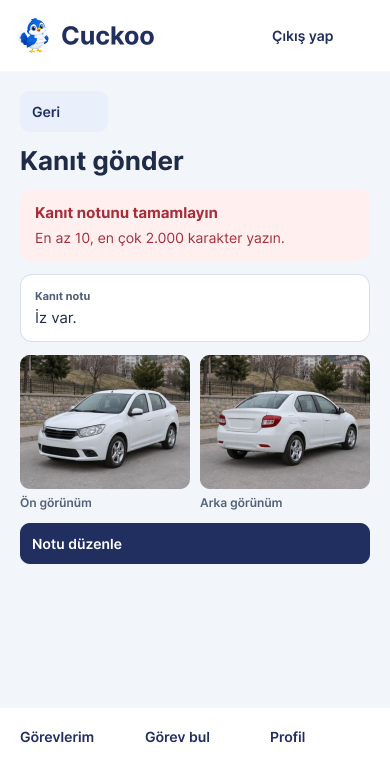 Cuckoo
Çıkış yap
Geri
Kanıt gönder
Kanıt notunu tamamlayın
En az 10, en çok 2.000 karakter yazın.
Kanıt notu
İz var.
Ön görünüm
Arka görünüm
Notu düzenle
Görevlerim
Görev bul
Profil